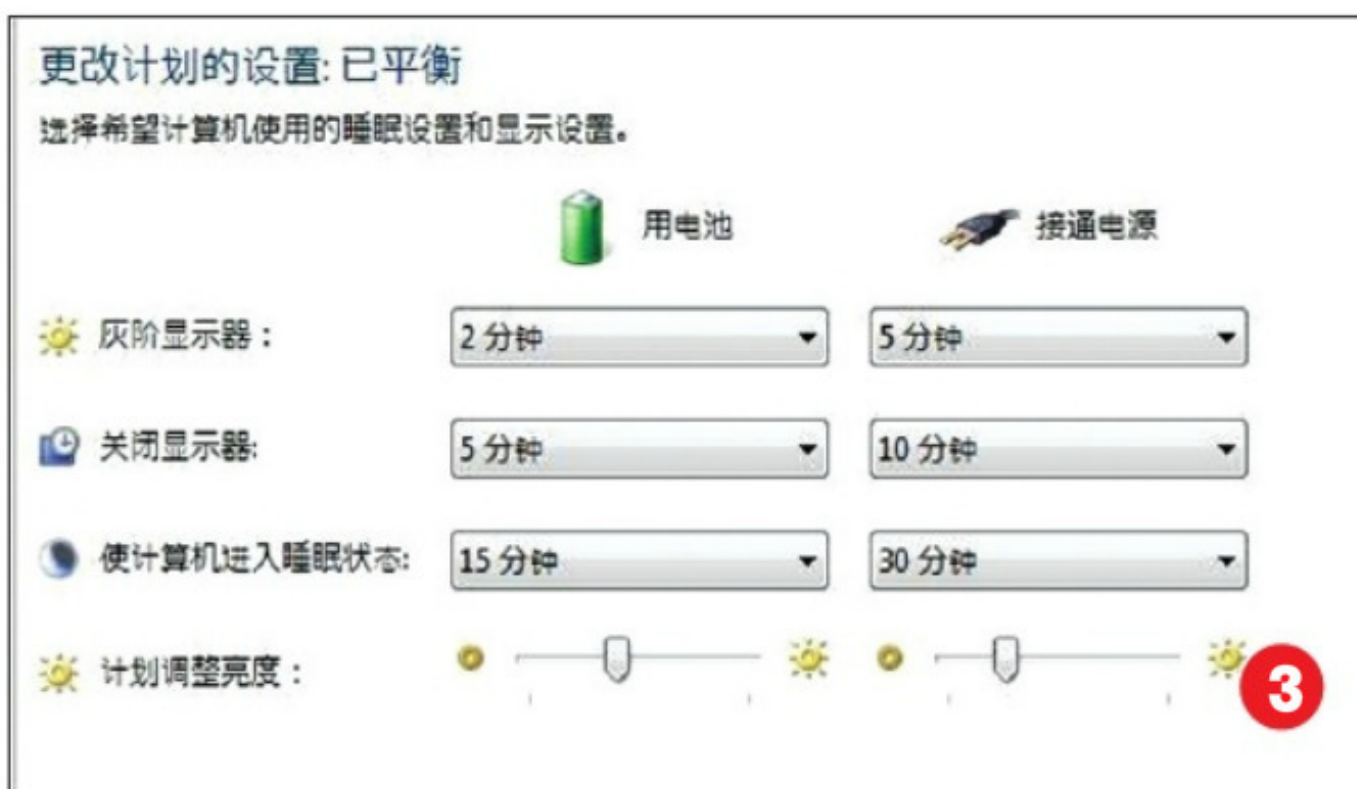 更改计划的设置: 已平衡
选择希望计算机使用的睡眠设置和显示设置。
用电池 接通电源
灰阶显示器： 2 分钟 5 分钟
关闭显示器: 5 分钟 10 分钟
使计算机进入睡眠状态: 15 分钟 30 分钟
计划调整亮度：
3